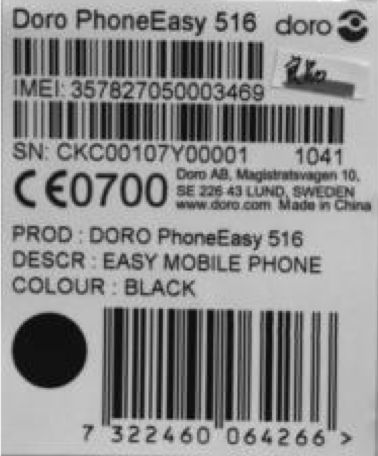 Doro PhoneEasy 516 doro
IMEI: 357827050003469
SN: CKC00107Y00001 1041
CE0700 Doro AB, Magistratsvagen 10,
SE 226 43 LUND, SWEDEN
www.doro.com Made in China
PROD : DORO PhoneEasy 516
DESCR : EASY MOBILE PHONE
COLOUR : BLACK
7 322460 064266 >